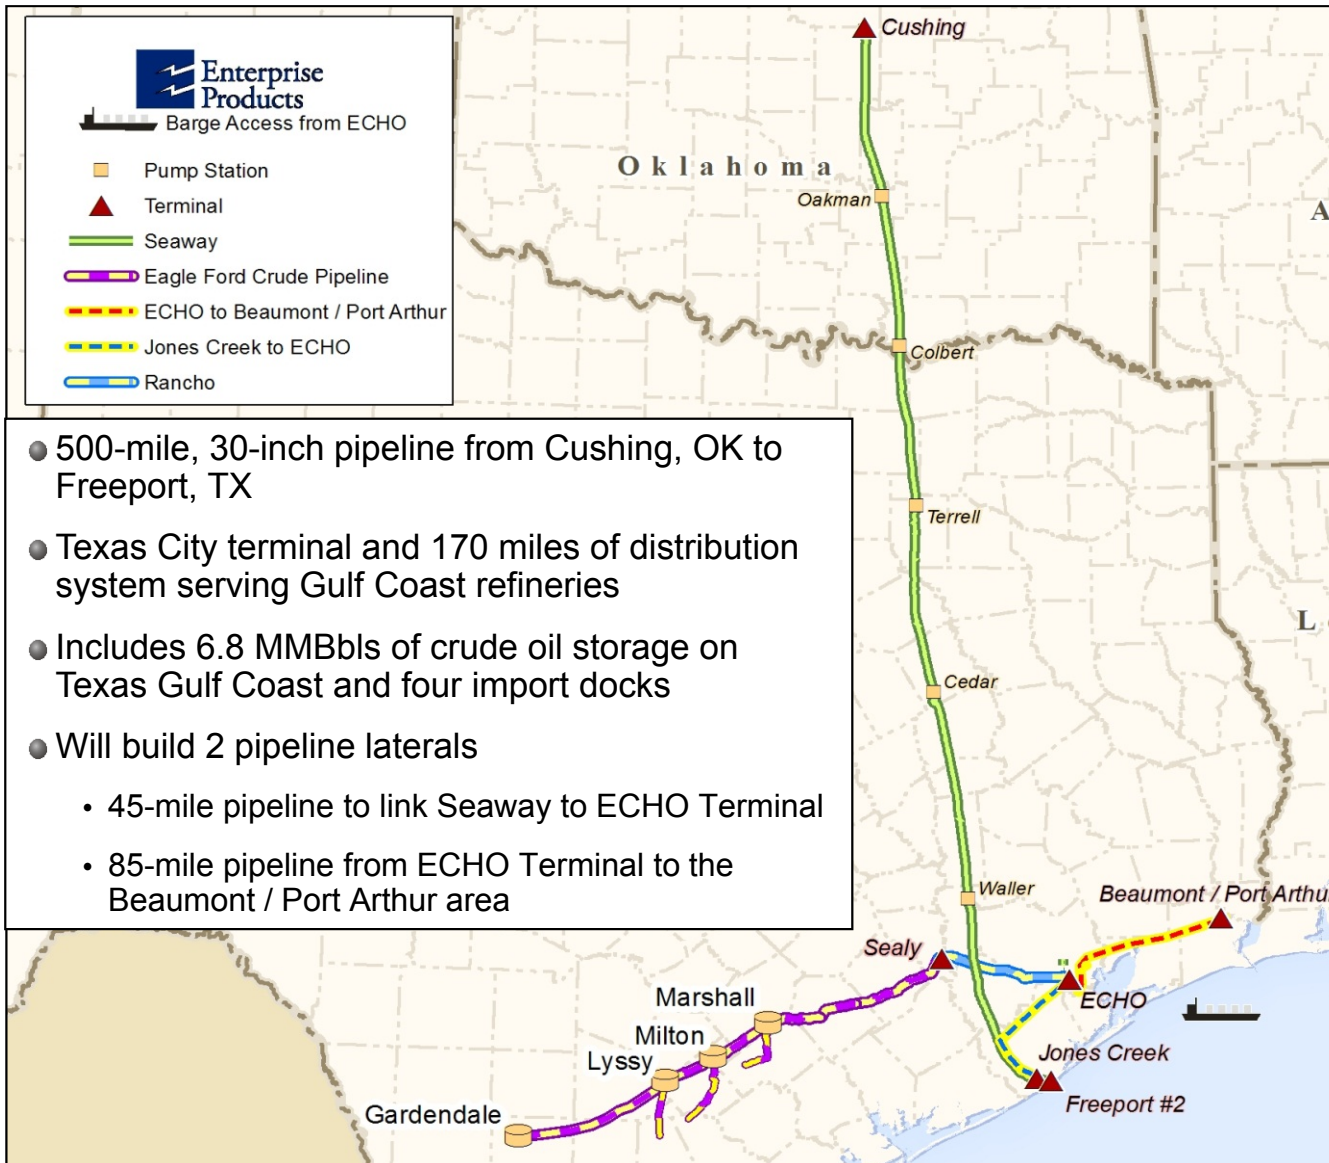 Enterprise
Products
Barge Access from ECHO
Pump Station
Terminal
Seaway
Eagle Ford Crude Pipeline
ECHO to Beaumont / Port Arthur
Jones Creek to ECHO
Rancho
Cushing
Oklahoma
A
Oakman
Colbert
• 500-mile, 30-inch pipeline from Cushing, OK to
Freeport, TX
• Texas City terminal and 170 miles of distribution
system serving Gulf Coast refineries
• Includes 6.8 MMBbls of crude oil storage on
Texas Gulf Coast and four import docks
• Will build 2 pipeline laterals
• 45-mile pipeline to link Seaway to ECHO Terminal
• 85-mile pipeline from ECHO Terminal to the
Beaumont / Port Arthur area
Terrell
L
Cedar
Waller
Beaumont / Port Arthur
Sealy
ECHO
Marshall
Milton
Lyssy
Jones Creek
Freeport #2
Gardendale